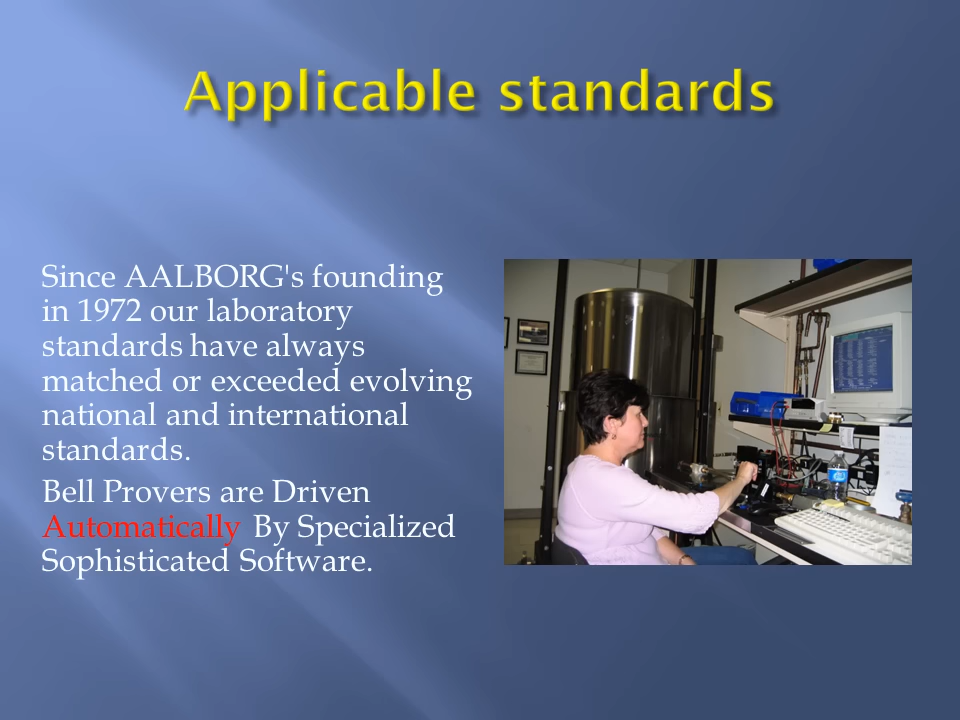 Applicable standards
Since AALBORG's founding
in 1972 our laboratory
standards have always
matched or exceeded evolving
national and international
standards.
Bell Provers are Driven
Automatically By Specialized
Sophisticated Software.